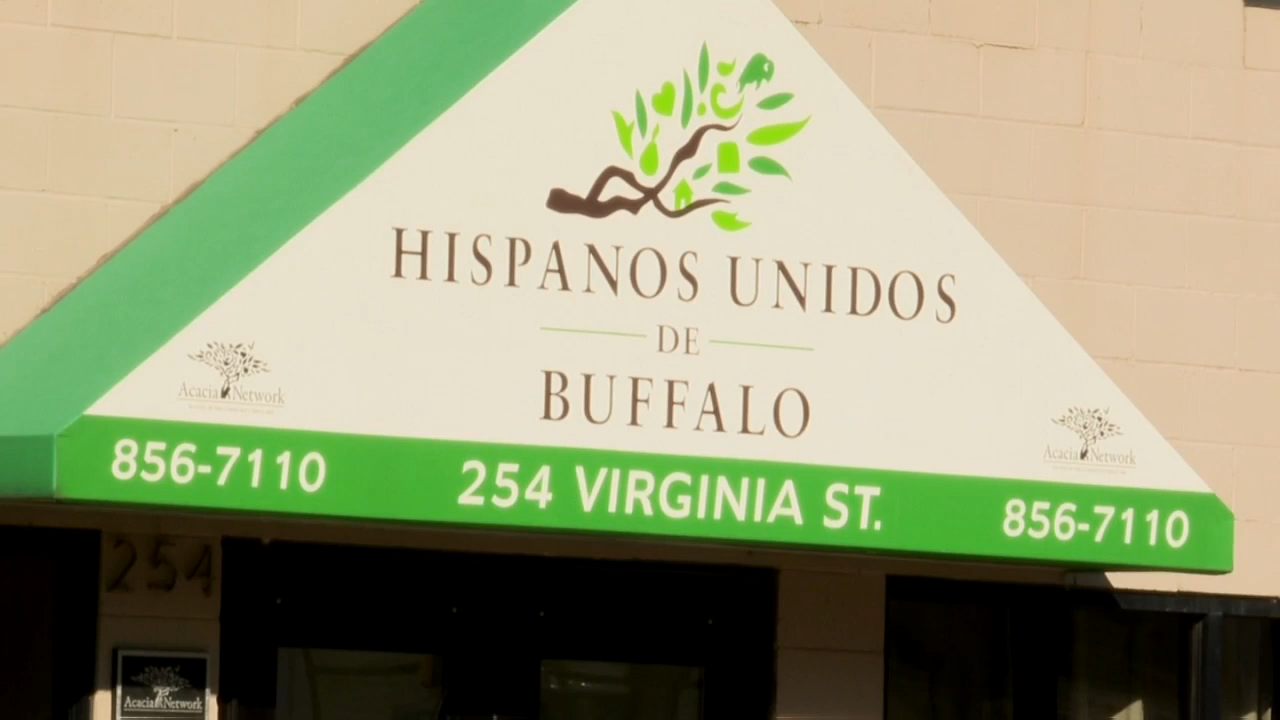 HISPANOS UNIDOS
DE
BUFFALO
Acacia Network
Acacia Network
856-7110
254 VIRGINIA ST.
856-7110
254
Acacia Network